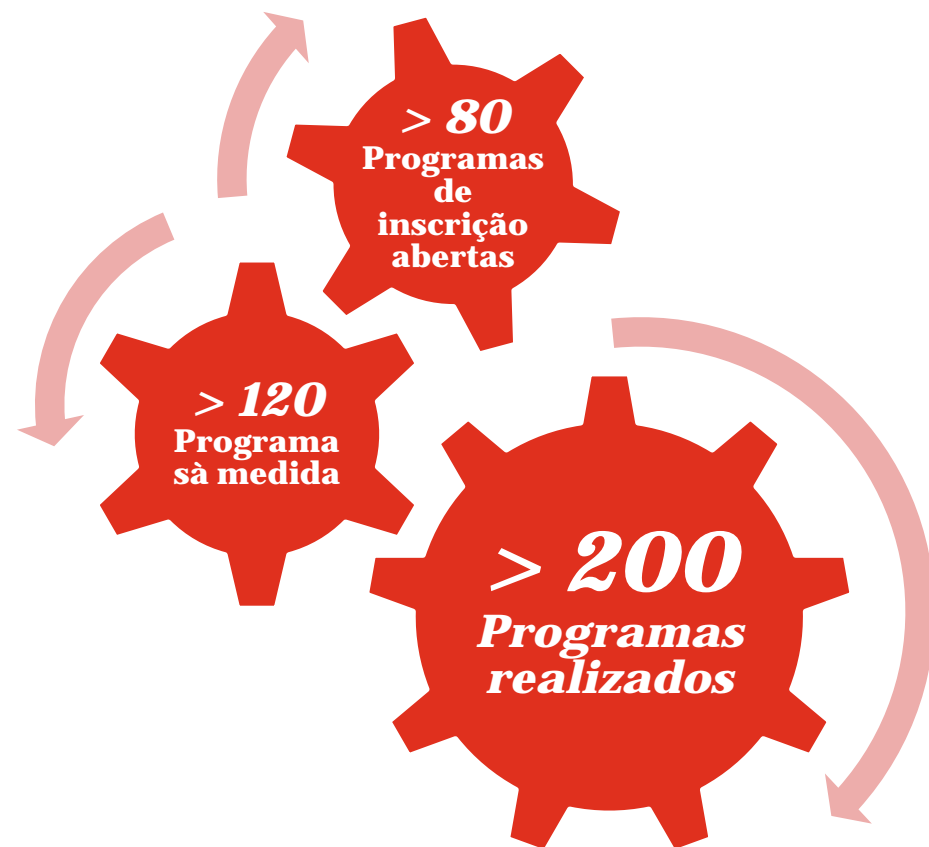 > 80
Programas
de
inscrição
abertas
> 120
Programa
sà medida
> 200
Programas
realizados